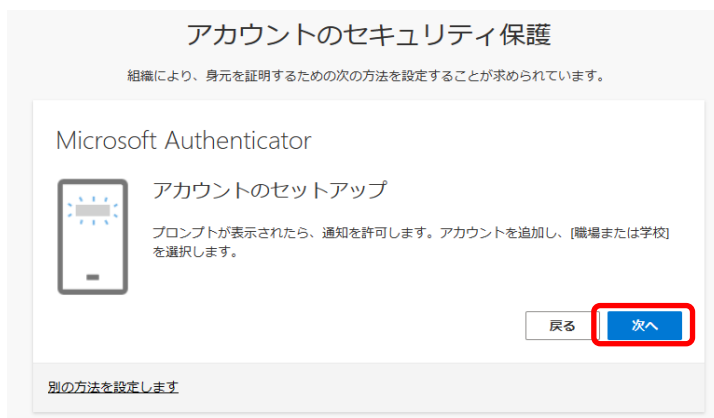 アカウントのセキュリティ保護
組織により、身元を証明するための次の方法を設定することが求められています。
Microsoft Authenticator
アカウントのセットアップ
プロンプトが表示されたら、通知を許可します。アカウントを追加し、[職場または学校]
を選択します。
戻る 次へ
別の方法を設定します